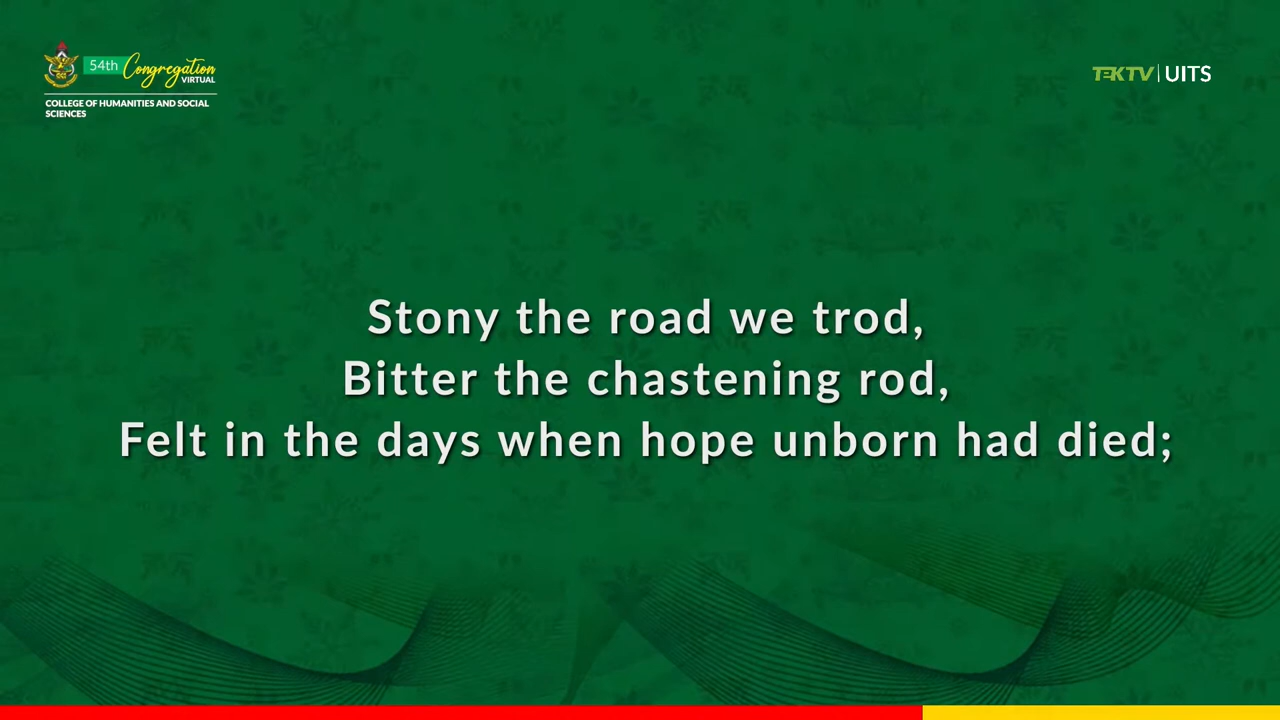 54th Congregation
VIRTUAL
COLLEGE OF HUMANITIES AND SOCIAL
SCIENCES
TEKTV | UITS
Stony the road we trod,
Bitter the chastening rod,
Felt in the days when hope unborn had died;